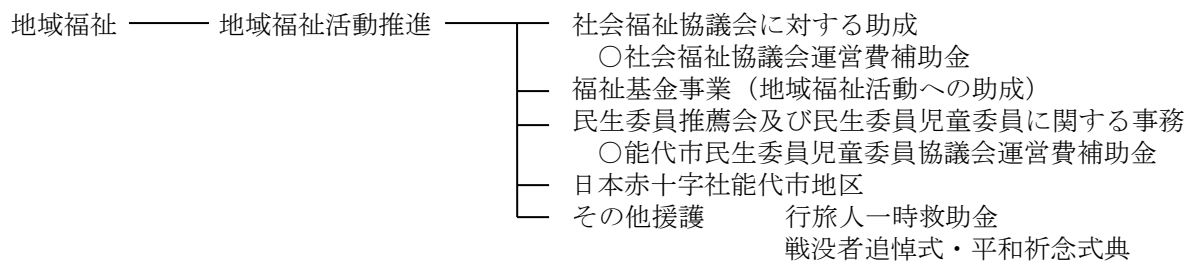 地域福祉 地域福祉活動推進 社会福祉協議会に対する助成
○社会福祉協議会運営費補助金
福祉基金事業（地域福祉活動への助成）
民生委員推薦会及び民生委員児童委員に関する事務
○能代市民生委員児童委員協議会運営費補助金
日本赤十字社能代市地区
その他援護 行旅人一時救助金
戦没者追悼式・平和祈念式典